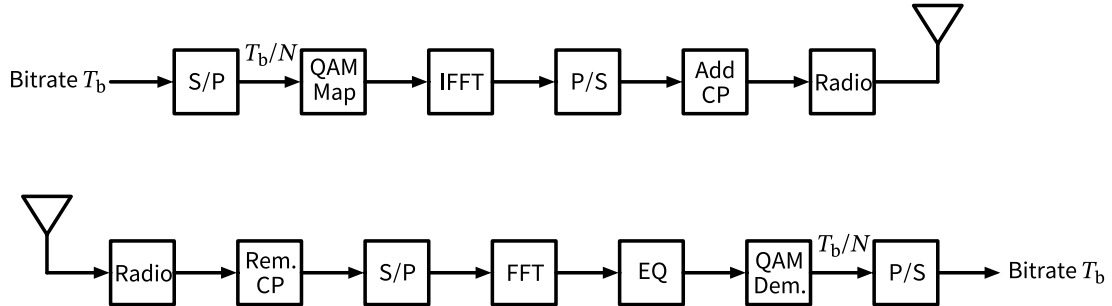 Bitrate T_b
S/P
T_b/N
QAM
Map
IFFT
P/S
Add
CP
Radio
Radio
Rem.
CP
S/P
FFT
EQ
QAM
Dem.
T_b/N
P/S
Bitrate T_b